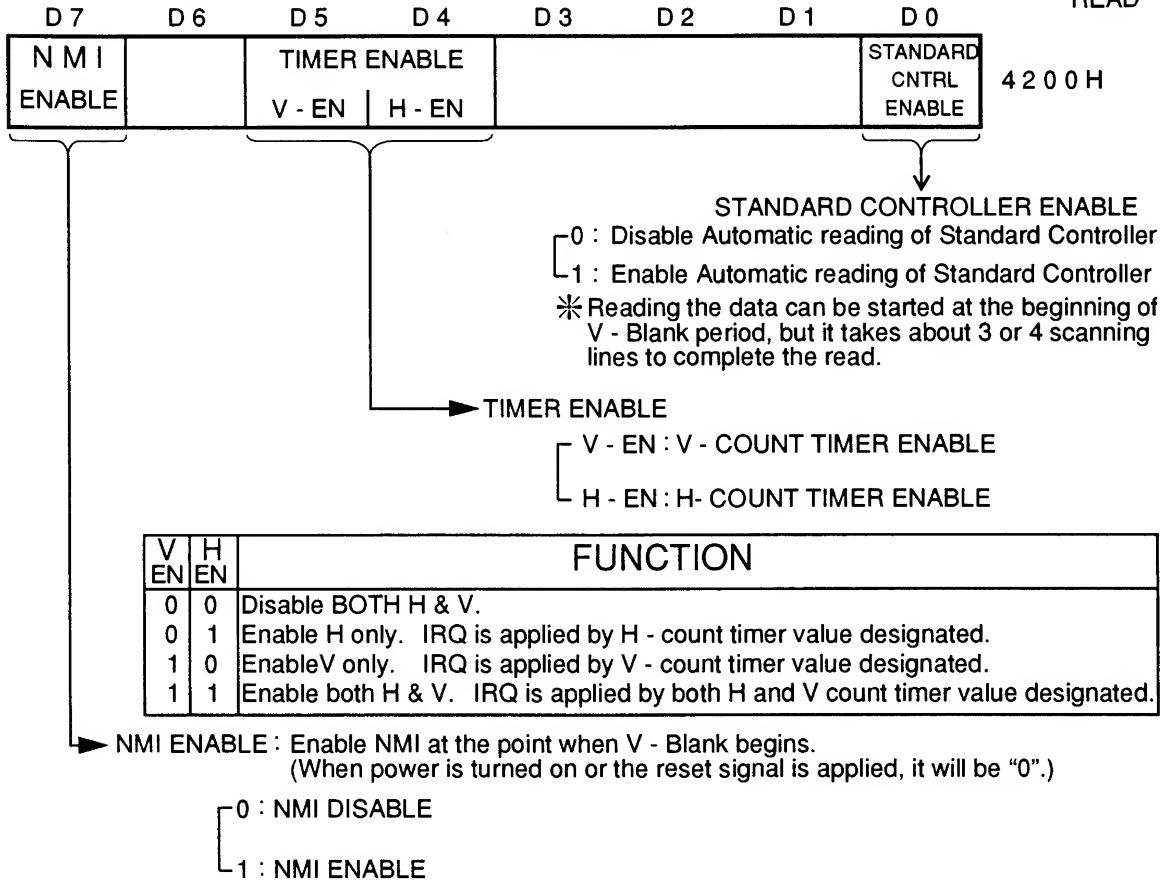 READ
D7 D6 D5 D4 D3 D2 D1 D0
NMI ENABLE
TIMER ENABLE
V - EN H - EN
STANDARD CNTRL ENABLE
4200H
STANDARD CONTROLLER ENABLE
0 : Disable Automatic reading of Standard Controller
1 : Enable Automatic reading of Standard Controller
※ Reading the data can be started at the beginning of
V - Blank period, but it takes about 3 or 4 scanning
lines to complete the read.
TIMER ENABLE
V - EN : V - COUNT TIMER ENABLE
H - EN : H- COUNT TIMER ENABLE
V EN H EN FUNCTION
0 0 Disable BOTH H & V.
0 1 Enable H only. IRQ is applied by H - count timer value designated.
1 0 EnableV only. IRQ is applied by V - count timer value designated.
1 1 Enable both H & V. IRQ is applied by both H and V count timer value designated.
NMI ENABLE : Enable NMI at the point when V - Blank begins.
(When power is turned on or the reset signal is applied, it will be “0”.)
0 : NMI DISABLE
1 : NMI ENABLE